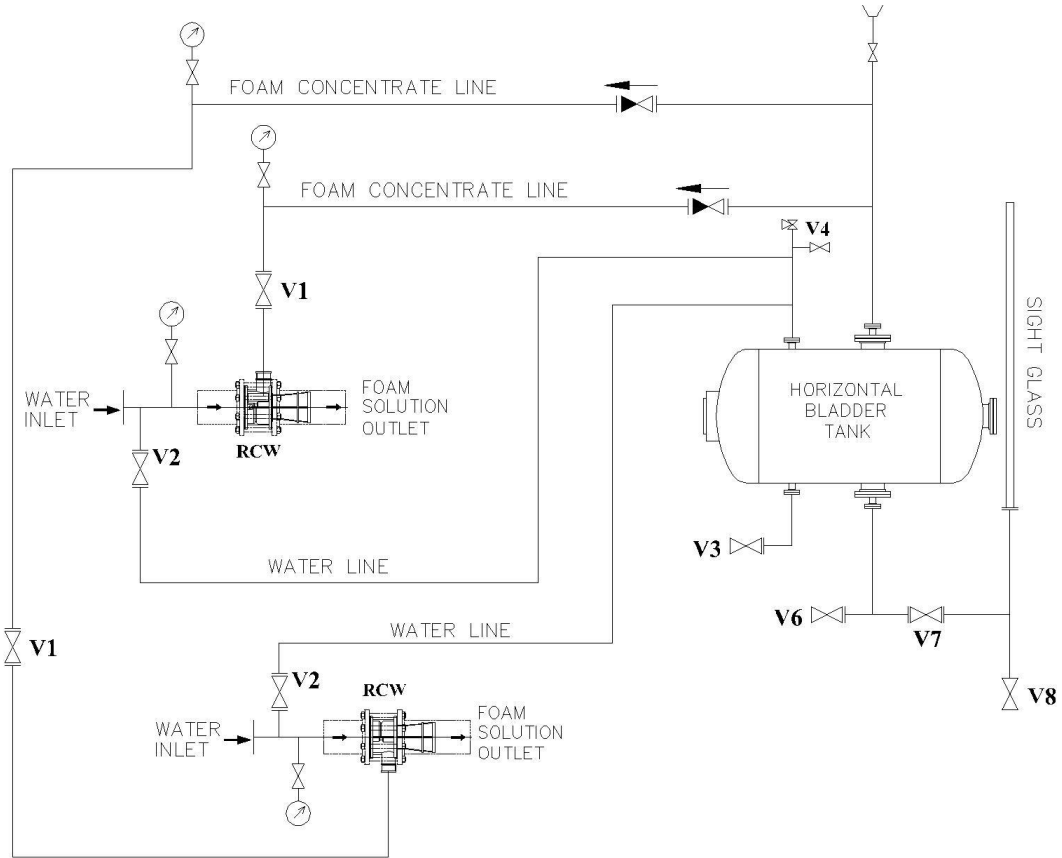 FOAM CONCENTRATE LINE
FOAM CONCENTRATE LINE
V4
V1
SIGHT GLASS
WATER
INLET
FOAM
SOLUTION
OUTLET
HORIZONTAL
BLADDER
TANK
RCW
V2
V3
WATER LINE
V6
V7
WATER LINE
V1
V2
RCW
V8
WATER
INLET
FOAM
SOLUTION
OUTLET